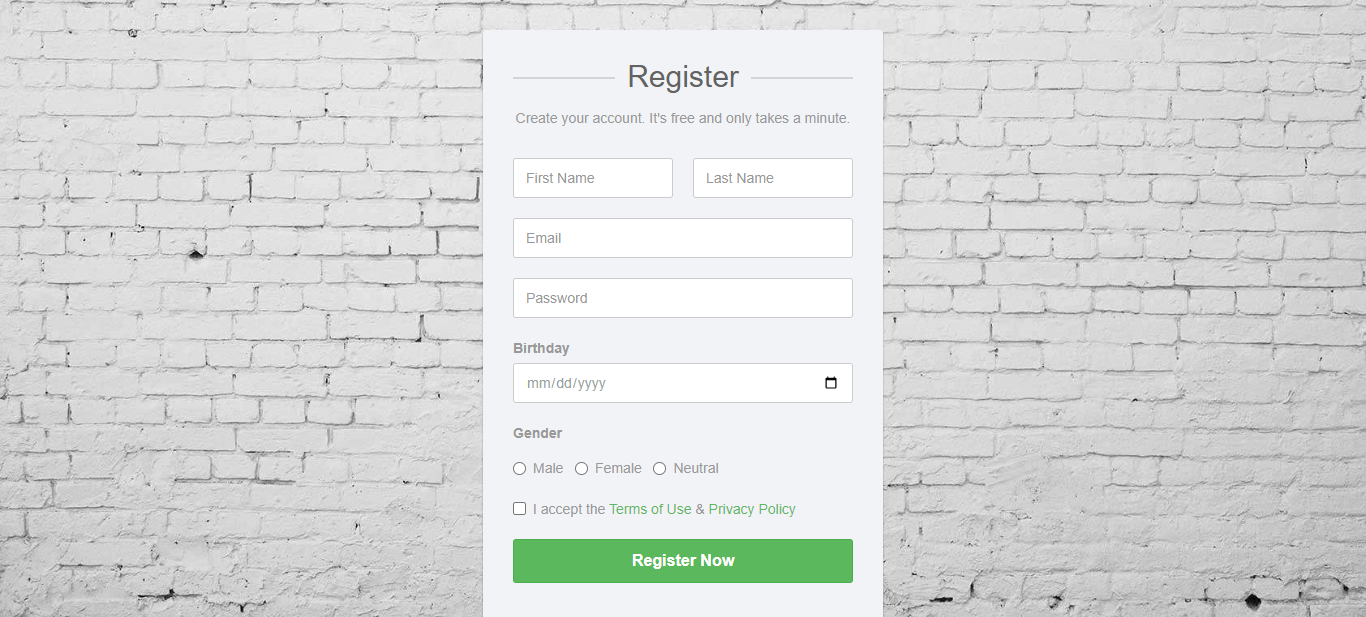 Register
Create your account. It's free and only takes a minute.
First Name Last Name
Email
Password
Birthday
mm/dd/yyyy
Gender
Male Female Neutral
I accept the Terms of Use & Privacy Policy
Register Now